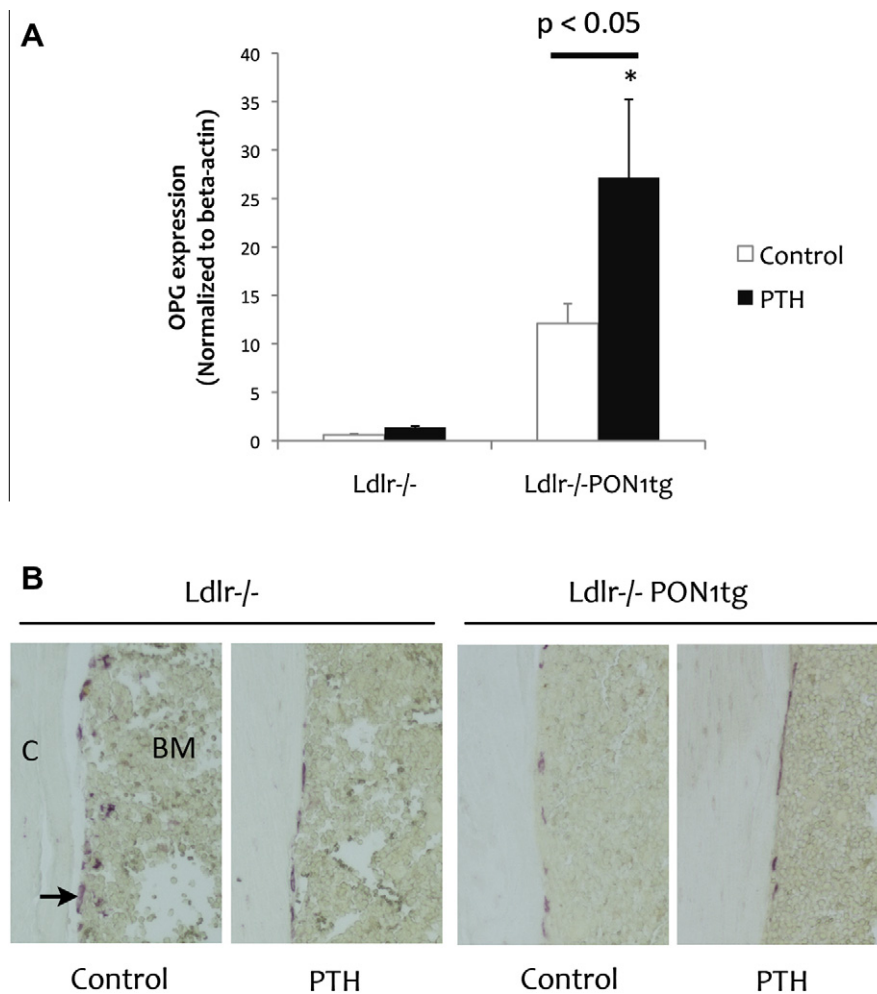 A
p < 0.05
*
40
35
30
25
20
15
10
5
0
OPG expression
(Normalized to beta-actin)
Control
PTH
Ldlr-/-
Ldlr-/-PON1tg
B
Ldlr-/-
Ldlr-/- PON1tg
C
BM
Control
PTH
Control
PTH